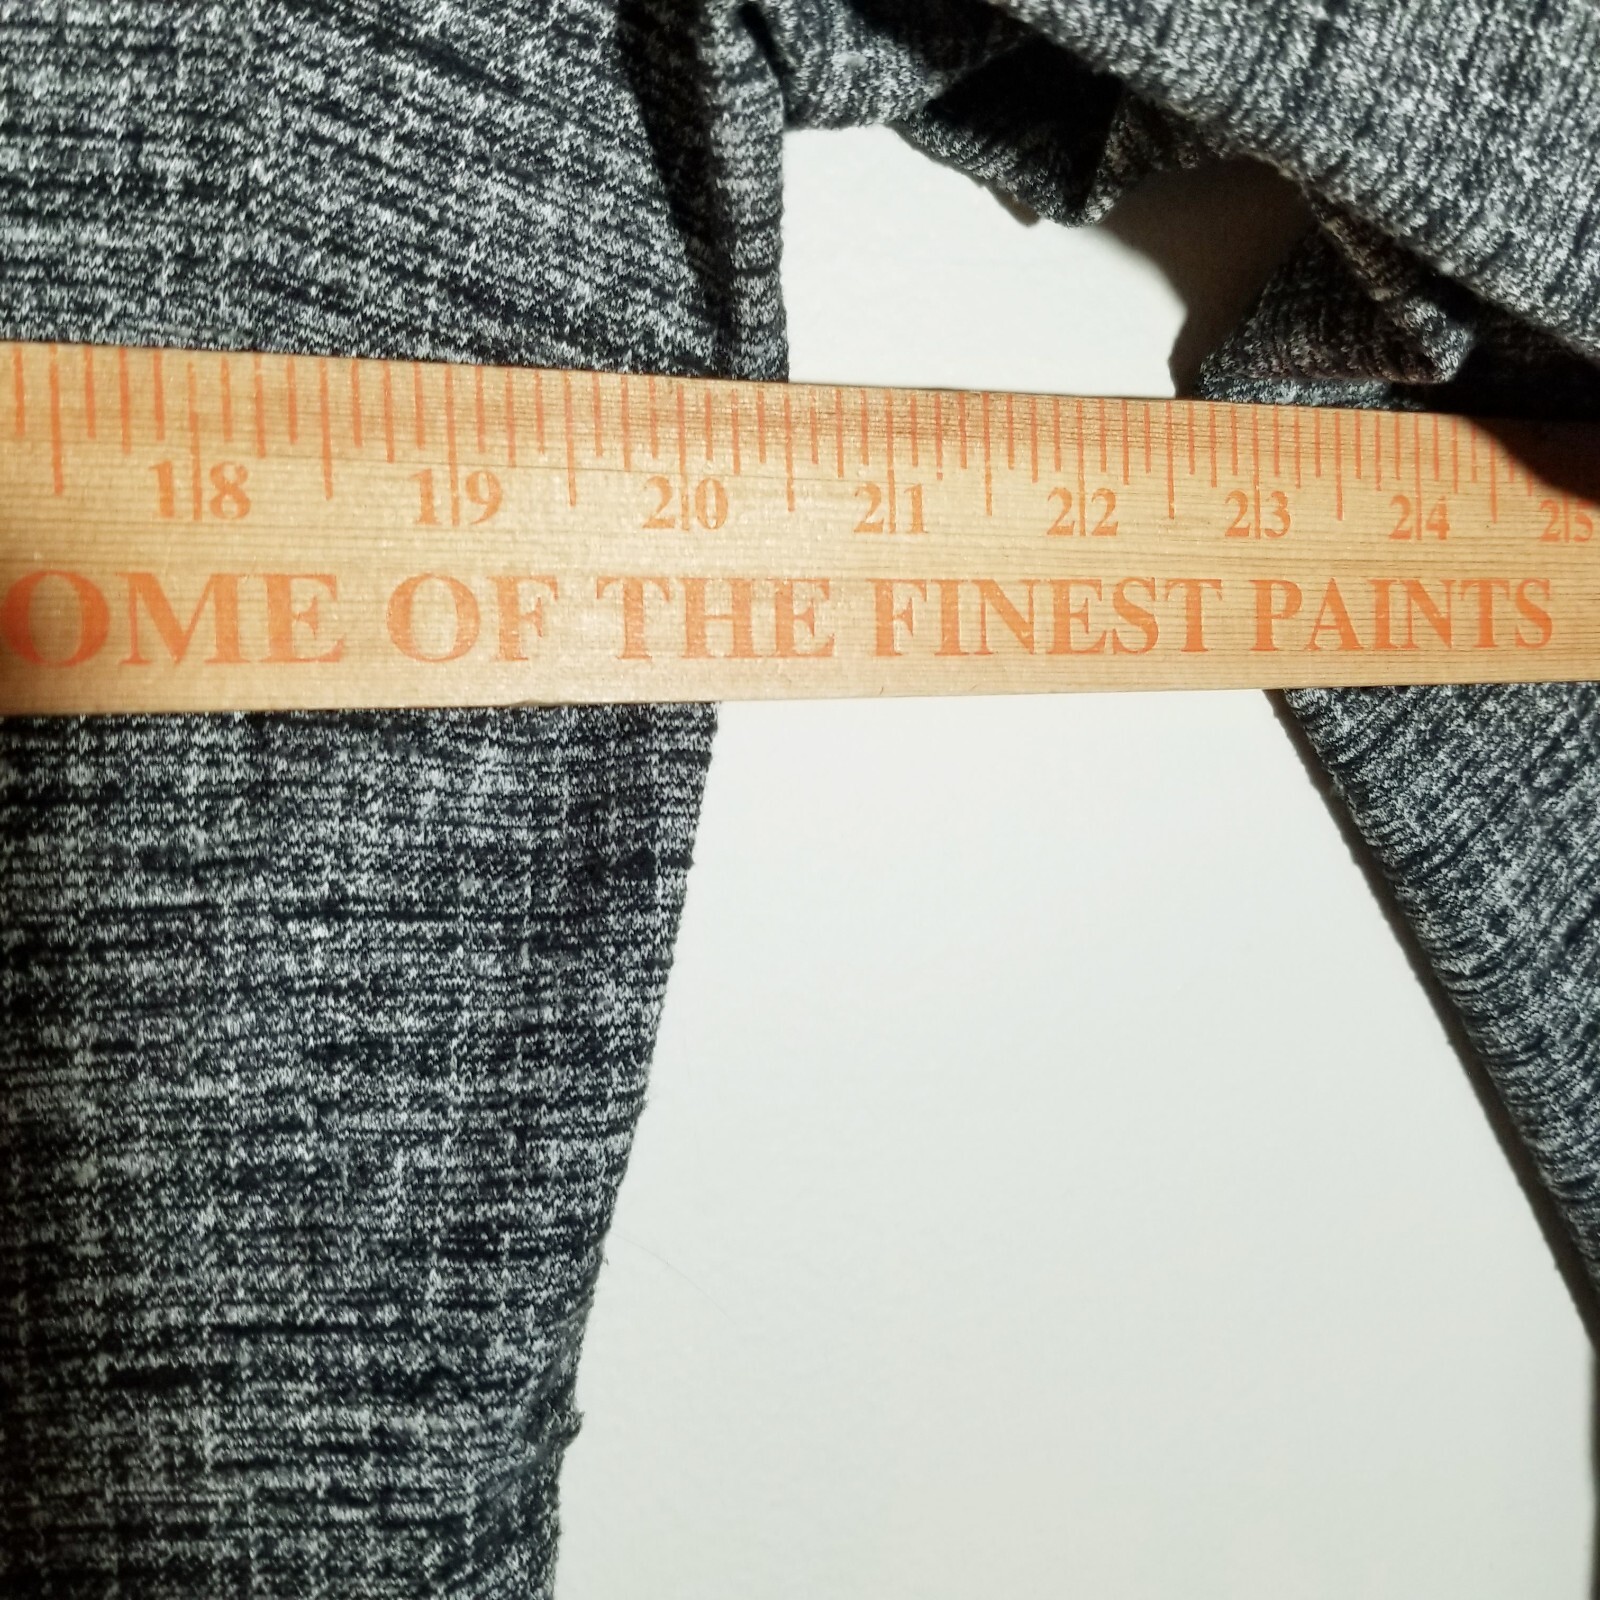 18 19 20 21 22 23 24 25
OME OF THE FINEST PAINTS